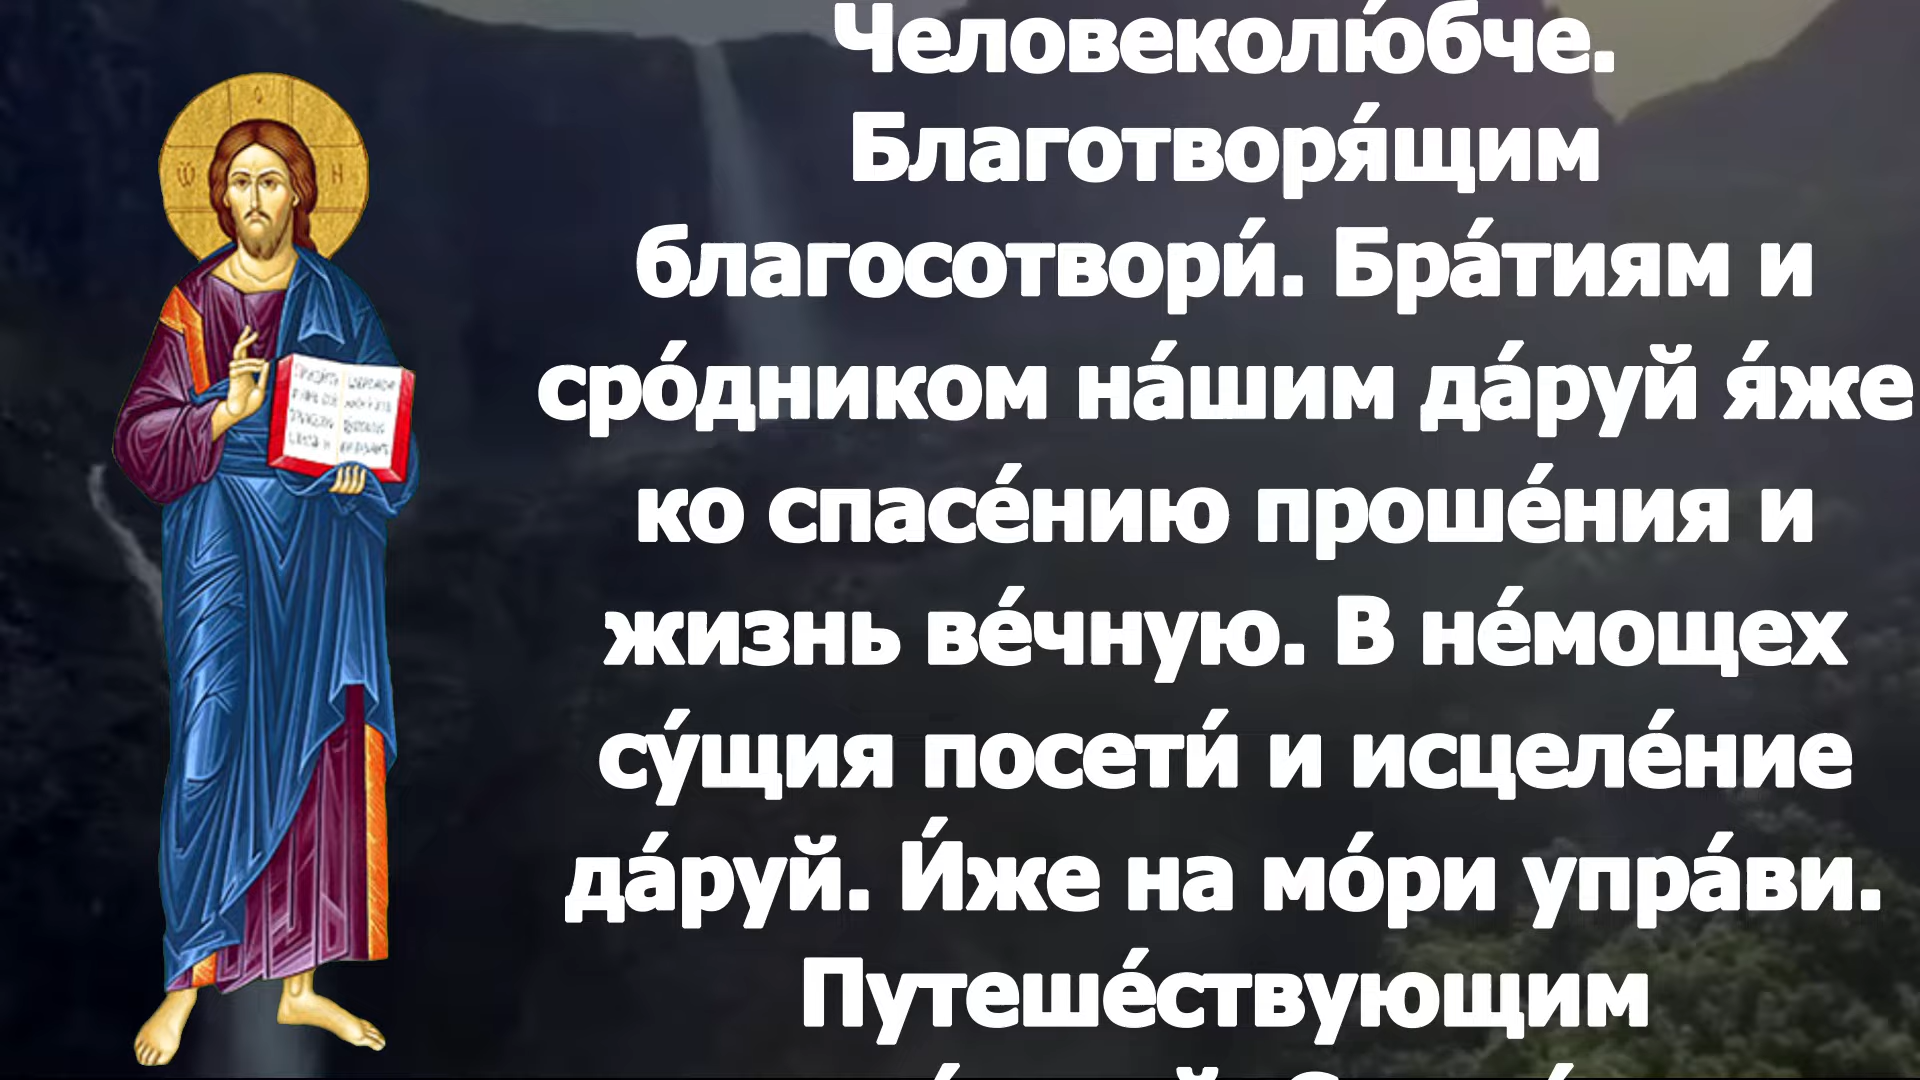 Человеколю́бче.
Благотворя́щим
благосотвори́. Бра́тиям и
сро́дником на́шим да́руй я́же
ко спасе́нию проше́ния и
жизнь ве́чную. В не́мощех
су́щия посети́ и исцеле́ние
да́руй. И́же на мо́ри упра́ви.
Путеше́ствующим